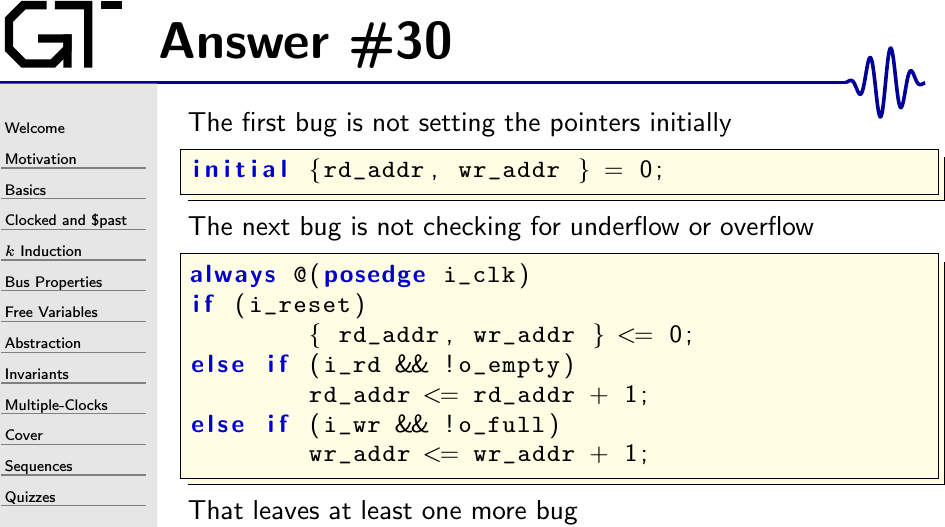 GT
Answer #30
Welcome
Motivation
Basics
Clocked and $past
k Induction
Bus Properties
Free Variables
Abstraction
Invariants
Multiple-Clocks
Cover
Sequences
Quizzes
The first bug is not setting the pointers initially
initial {rd_addr, wr_addr } = 0;
The next bug is not checking for underflow or overflow
always @(posedge i_clk)
if (i_reset)
{ rd_addr, wr_addr } <= 0;
else if (i_rd && !o_empty)
rd_addr <= rd_addr + 1;
else if (i_wr && !o_full)
wr_addr <= wr_addr + 1;
That leaves at least one more bug